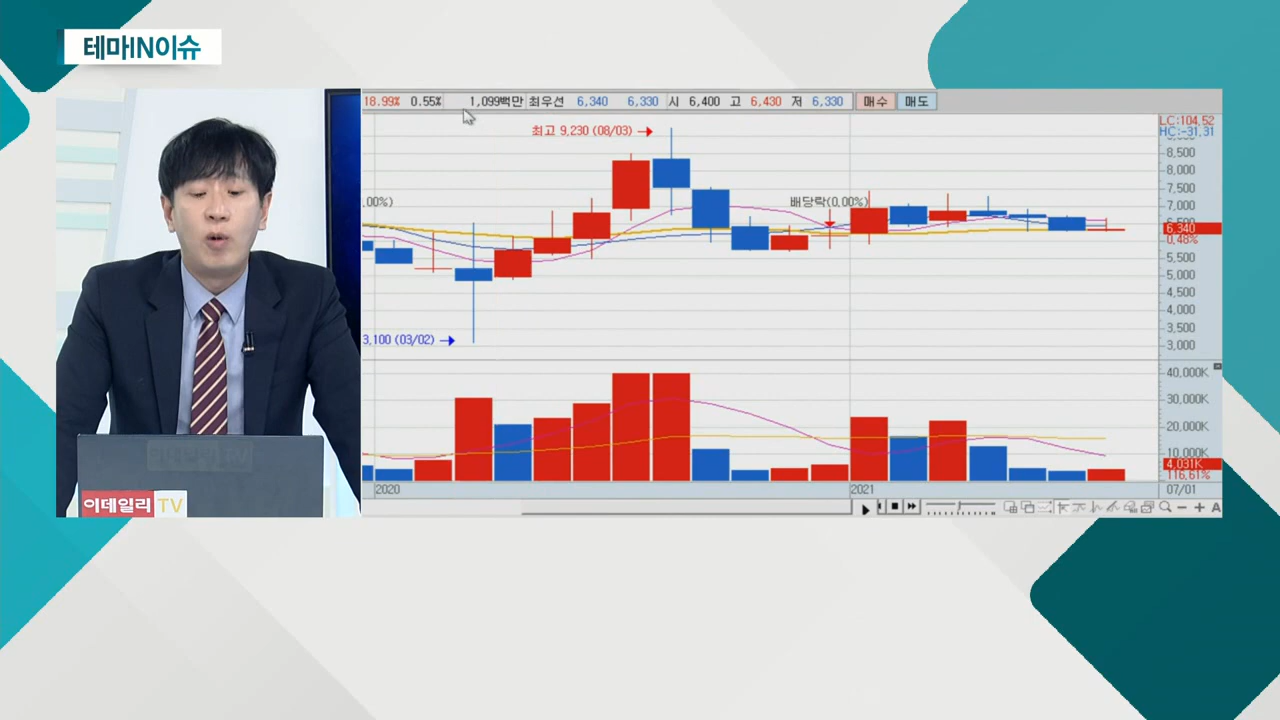 테마IN이슈
18.99% 0.55% 1,099백만 최우선 6,340 6,330 시 6,400 고 6,430 저 6,330 매수 매도
최고 9,230 (08/03)
LC:104.52
HC:-31.31
8,500
8,000
7,500
.00%)
배당락(0.00%)
7,000
6,340
0.48%
5,500
5,000
4,500
4,000
3,100 (03/02)
3,500
3,000
40,000K
30,000K
20,000K
10,000K
4,031K
116.61%
2020
2021
07/01
A
이데일리 TV